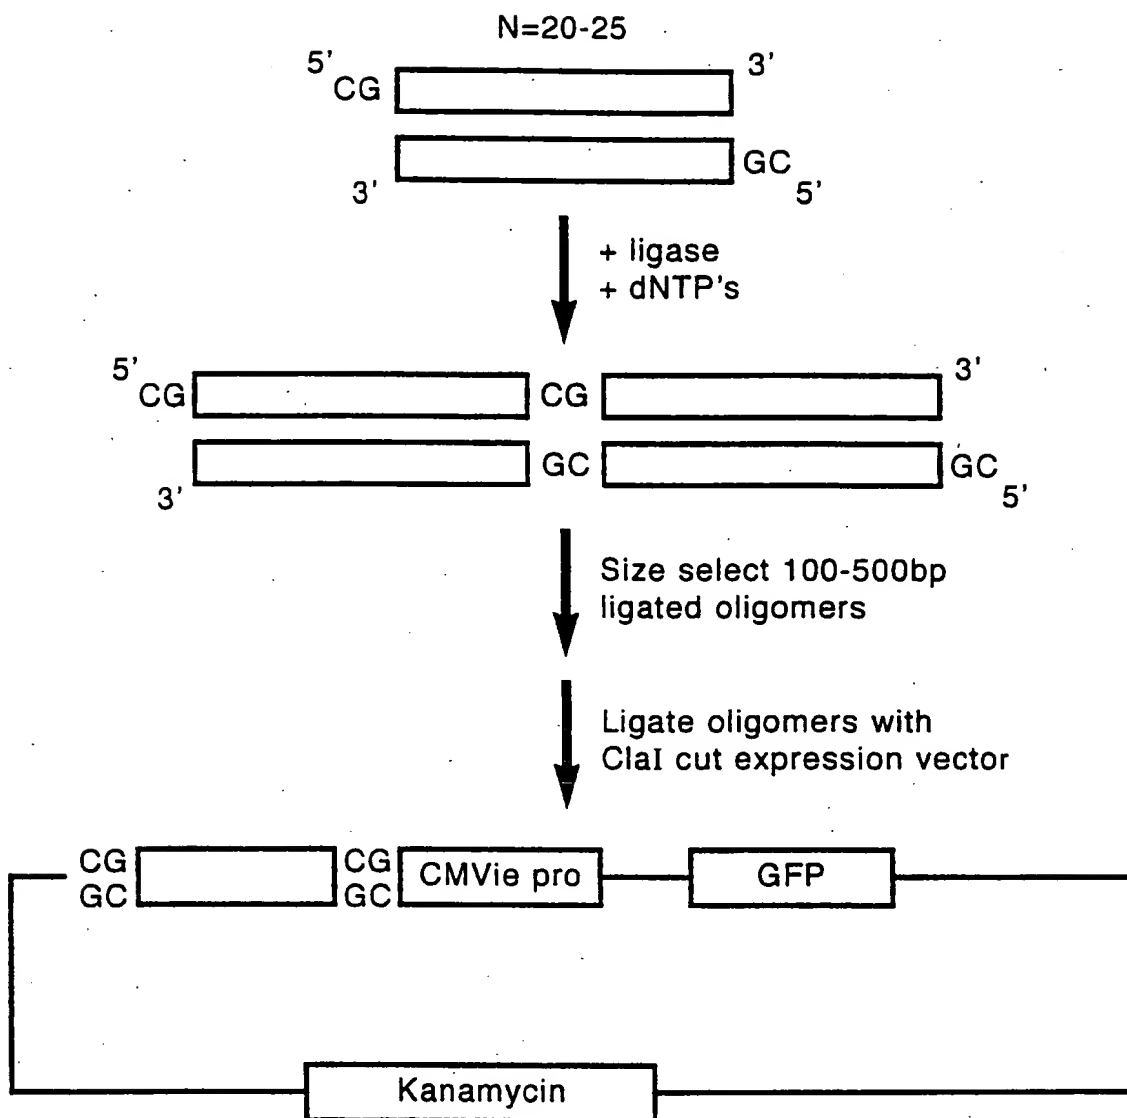 N=20-25
5' 3'
CG
GC
3' 5'
+ ligase
+ dNTP's
5' 3'
CG CG
GC GC
3' 5'
Size select 100-500bp
ligated oligomers
Ligate oligomers with
ClaI cut expression vector
CG CG CMVie pro GFP
GC GC
Kanamycin